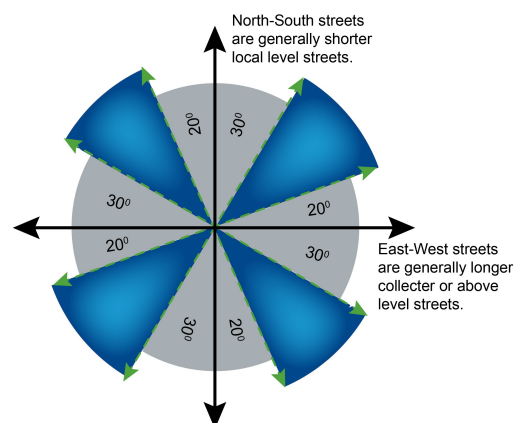 North-South streets
are generally shorter
local level streets.
20⁰
30⁰
30⁰
20⁰
20⁰
30⁰
East-West streets
are generally longer
collecter or above
level streets.
30⁰
20⁰